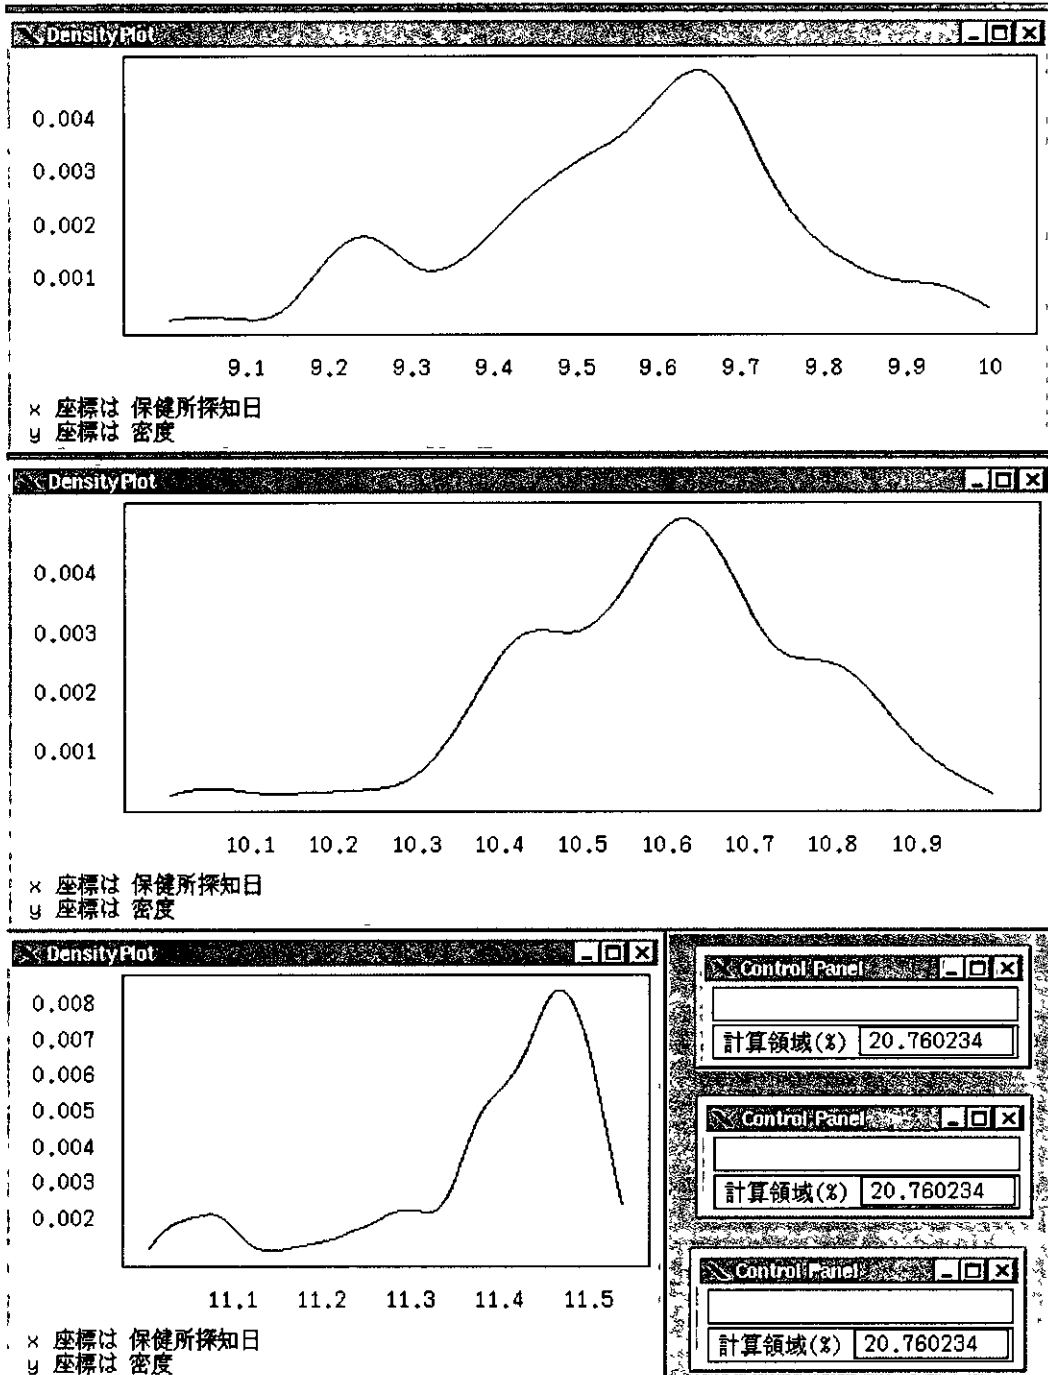 DensityPlot
0.004
0.003
0.002
0.001
9.1 9.2 9.3 9.4 9.5 9.6 9.7 9.8 9.9 10
x 座標は 保健所探知日
y 座標は 密度
DensityPlot
0.004
0.003
0.002
0.001
10.1 10.2 10.3 10.4 10.5 10.6 10.7 10.8 10.9
x 座標は 保健所探知日
y 座標は 密度
DensityPlot
0.008
0.007
0.006
0.005
0.004
0.003
0.002
11.1 11.2 11.3 11.4 11.5
x 座標は 保健所探知日
y 座標は 密度
Control Panel
計算領域(%) 20.760234
Control Panel
計算領域(%) 20.760234
Control Panel
計算領域(%) 20.760234